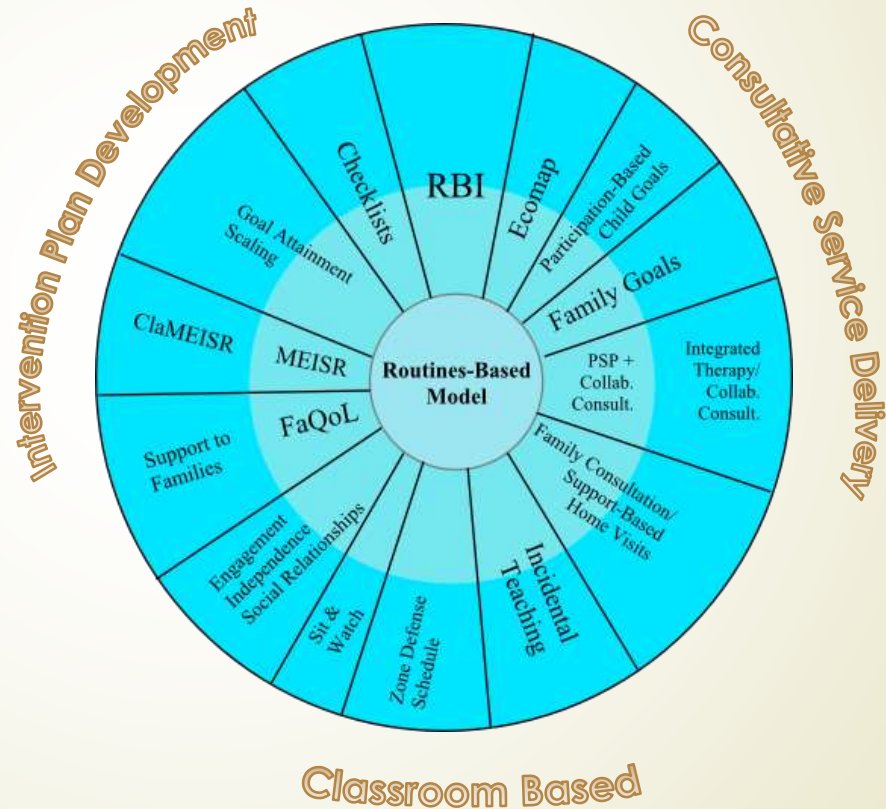 Intervention Plan Development
Consultative Service Delivery
Checklists
RBI
Ecomap
Participation-Based
Child Goals
Family Goals
Goal Attainment
Scaling
ClaMEISR
MEISR
Routines-Based
Model
PSP +
Collab.
Consult.
Integrated
Therapy/
Collab.
Consult.
Support to
Families
FaQoL
Family Consultation/
Support-Based
Home Visits
Engagement
Independence
Social Relationships
Sit &
Watch
Zone Defense
Schedule
Incidental
Teaching
Classroom Based